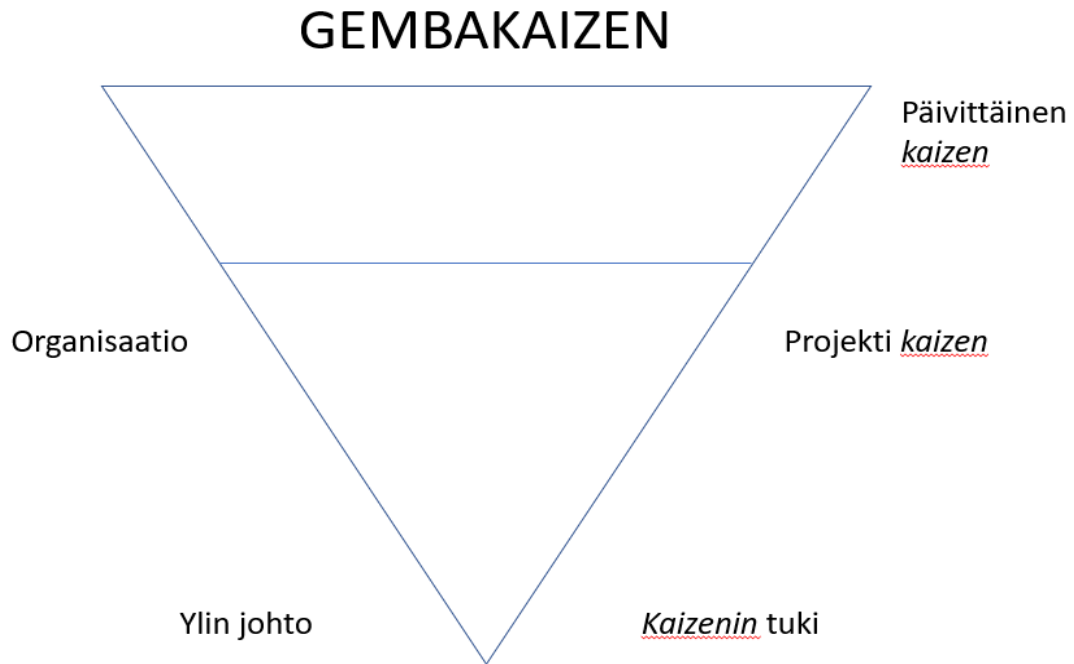 GEMBAKAIZEN
Päivittäinen
kaizen
Organisaatio
Projekti kaizen
Ylin johto
Kaizenin tuki